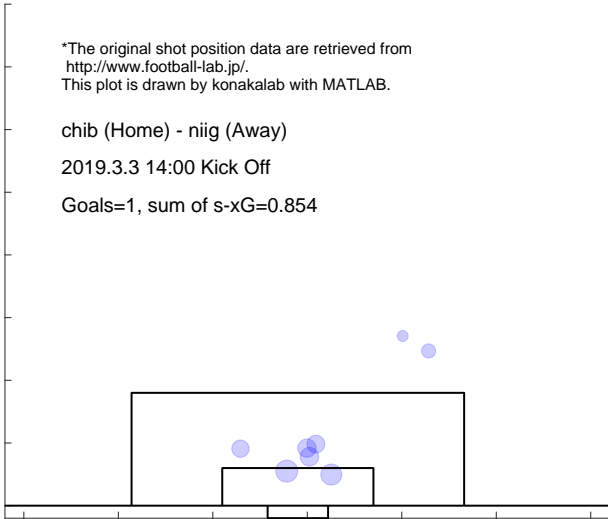 *The original shot position data are retrieved from
http://www.football-lab.jp/.
This plot is drawn by konakalab with MATLAB.
chib (Home) - niig (Away)
2019.3.3 14:00 Kick Off
Goals=1, sum of s-xG=0.854